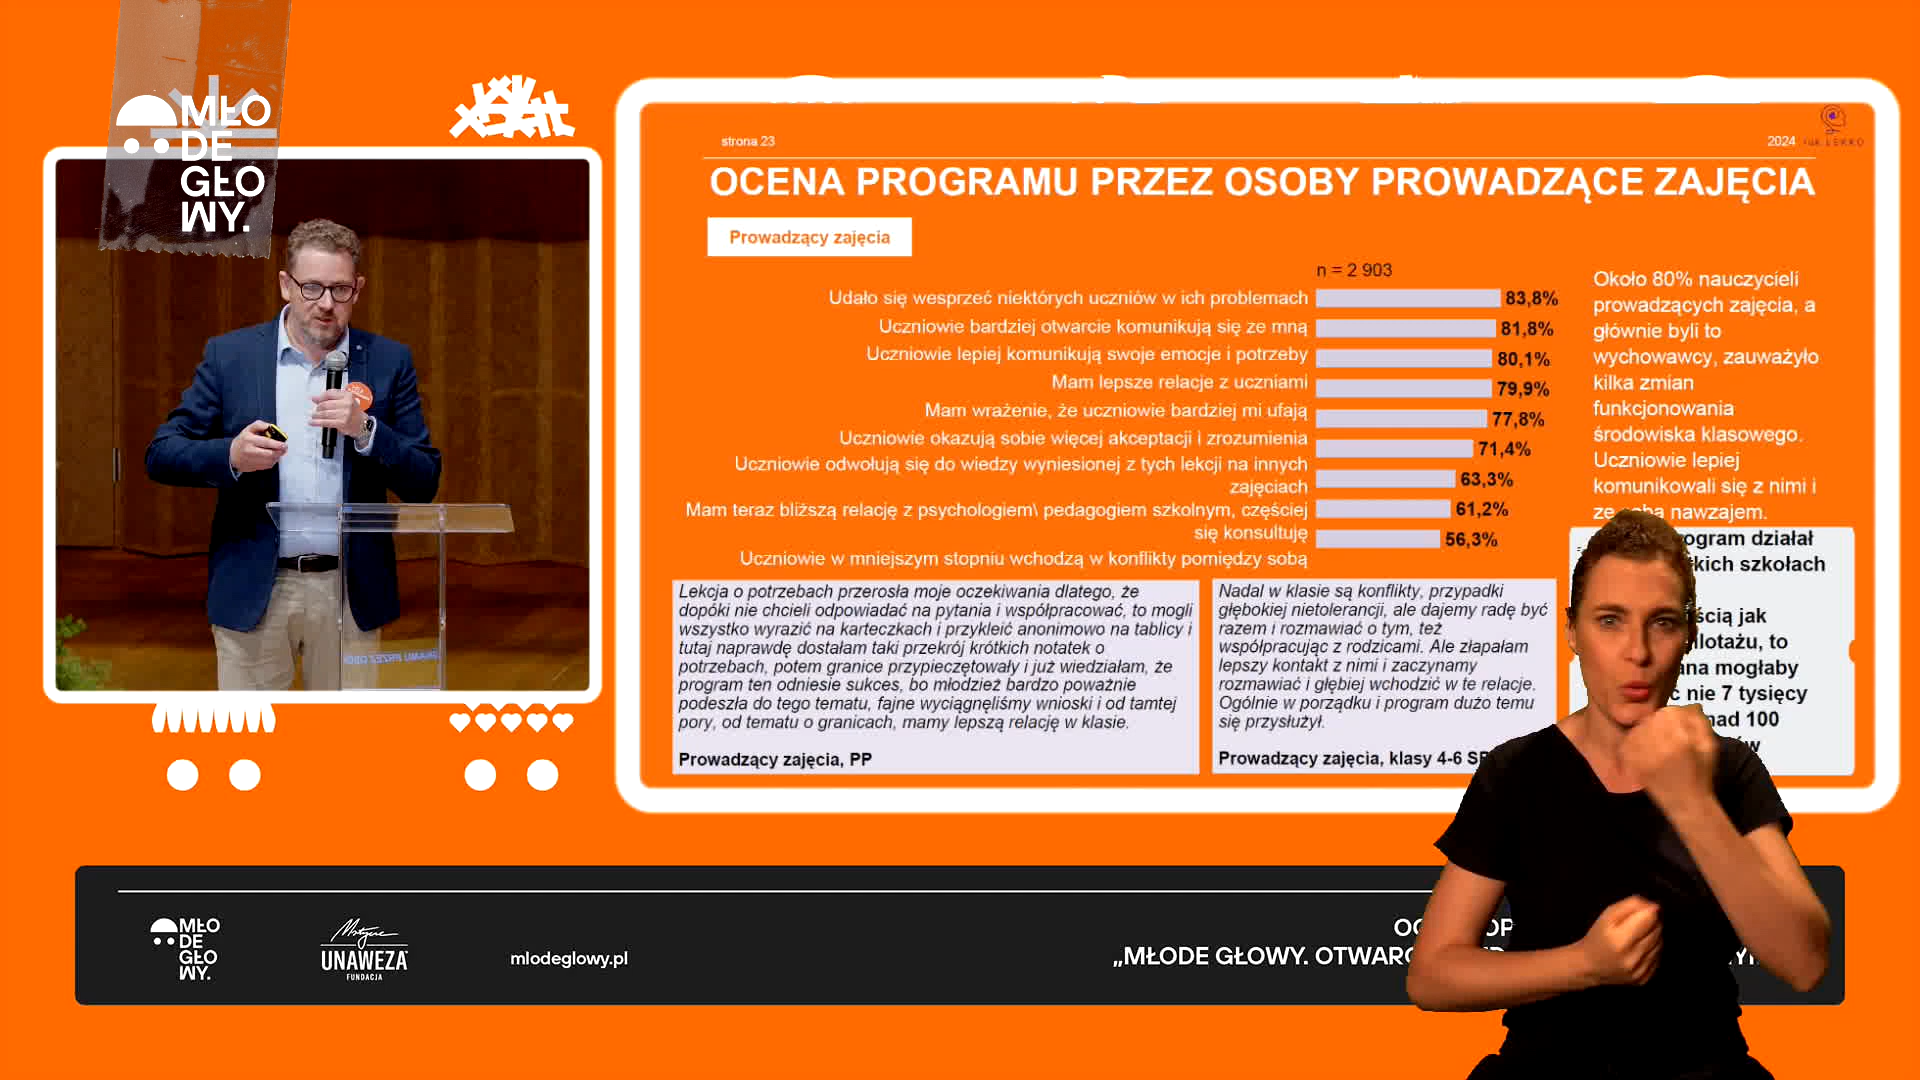 MŁO
DE
GŁO
WY.
strona 23
2024
OCENA PROGRAMU PRZEZ OSOBY PROWADZĄCE ZAJĘCIA
Prowadzący zajęcia
n = 2 903
Udało się wesprzeć niektórych uczniów w ich problemach 83,8%
Uczniowie bardziej otwarcie komunikują się ze mną 81,8%
Uczniowie lepiej komunikują swoje emocje i potrzeby 80,1%
Mam lepsze relacje z uczniami 79,9%
Mam wrażenie, że uczniowie bardziej mi ufają 77,8%
Uczniowie okazują sobie więcej akceptacji i zrozumienia 71,4%
Uczniowie odwołują się do wiedzy wyniesionej z tych lekcji na innych
zajęciach 63,3%
Mam teraz bliższą relację z psychologiem\ pedagogiem szkolnym, częściej
się konsultuję 61,2%
Uczniowie w mniejszym stopniu wchodzą w konflikty pomiędzy sobą 56,3%
Około 80% nauczycieli
prowadzących zajęcia, a
głównie byli to
wychowawcy, zauważyło
kilka zmian
funkcjonowania
środowiska klasowego.
Uczniowie lepiej
komunikowali się z nimi i
ze sobą nawzajem.
działał
szkołach
jak
to
mogłaby
nie 7 tysięcy
100
Lekcja o potrzebach przerosła moje oczekiwania dlatego, że
dopóki nie chcieli odpowiadać na pytania i współpracować, to mogli
wszystko wyrazić na karteczkach i przykleić anonimowo na tablicy i
tutaj naprawdę dostałam taki przekrój krótkich notatek o
potrzebach, potem granice przypieczętowały i już wiedziałam, że
program ten odniesie sukces, bo młodzież bardzo poważnie
podeszła do tego tematu, fajne wyciągnęliśmy wnioski i od tamtej
pory, od tematu o granicach, mamy lepszą relację w klasie.
Prowadzący zajęcia, PP
Nadal w klasie są konflikty, przypadki
głębokiej nietolerancji, ale dajemy radę być
razem i rozmawiać o tym, też
współpracując z rodzicami. Ale złapałam
lepszy kontakt z nimi i zaczynamy
rozmawiać i głębiej wchodzić w te relacje.
Ogólnie w porządku i program dużo temu
się przysłużył.
Prowadzący zajęcia, klasy 4-6
MŁO
DE
GŁO
WY.
UNAWEZA
FUNDACJA
mlodeglowy.pl
„MŁODE GŁOWY.